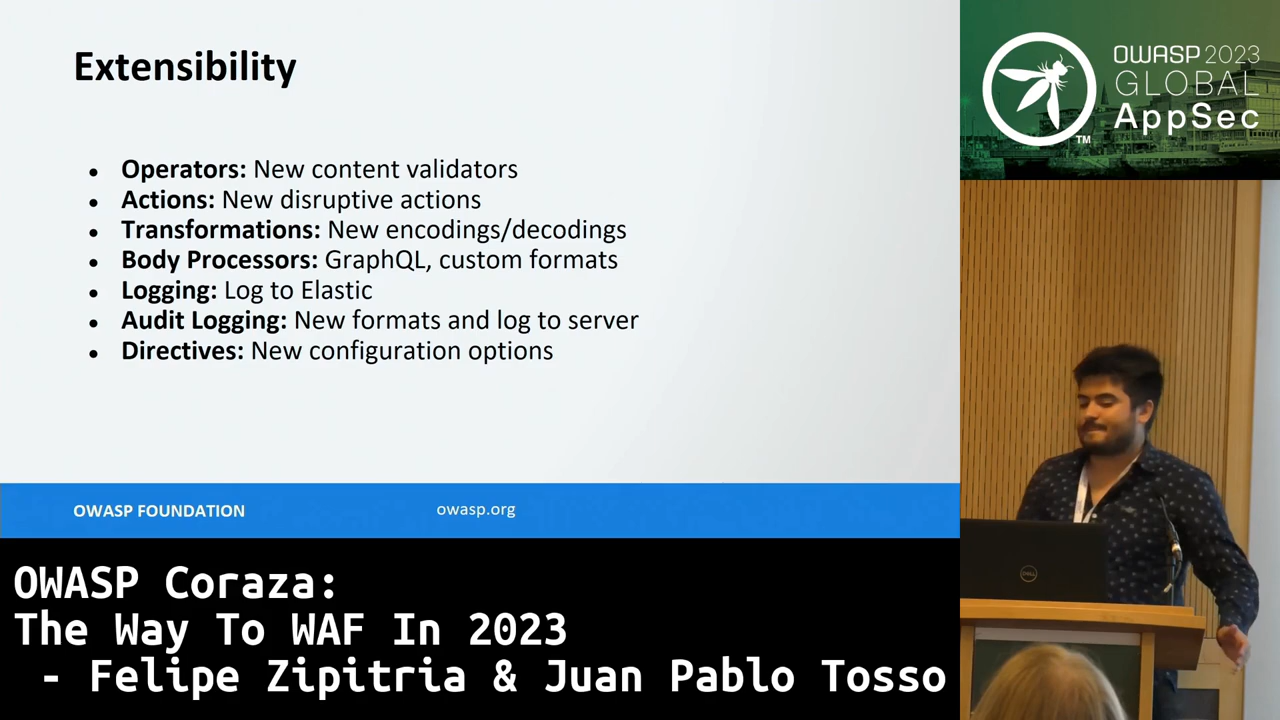 Extensibility
• Operators: New content validators
• Actions: New disruptive actions
• Transformations: New encodings/decodings
• Body Processors: GraphQL, custom formats
• Logging: Log to Elastic
• Audit Logging: New formats and log to server
• Directives: New configuration options
OWASP FOUNDATION
owasp.org
OWASP 2023
GLOBAL
AppSec
TM
DELL
OWASP Coraza:
The Way To WAF In 2023
- Felipe Zipitria & Juan Pablo Tosso